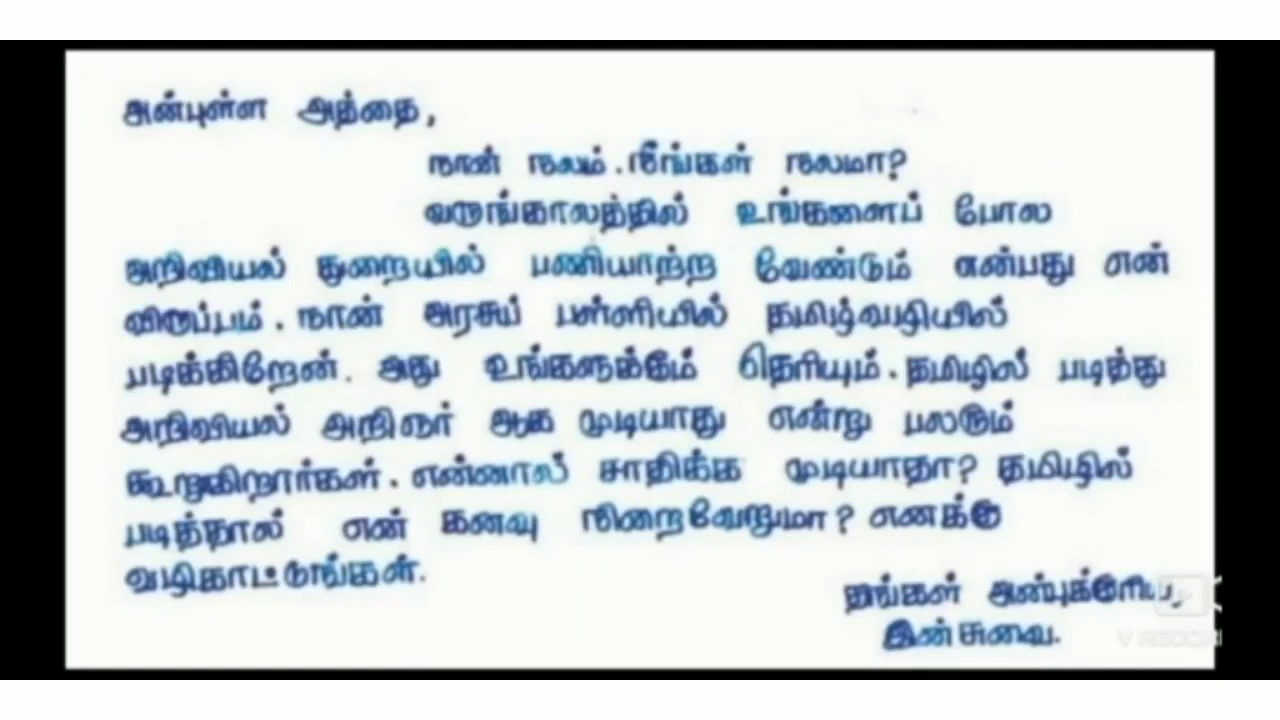 அன்புள்ள அத்தை,
நான் நலம். நீங்கள் நலமா?
வருங்காலத்தில் உங்களைப் போல
அறிவியல் துறையில் பணியாற்ற வேண்டும் என்பது என்
விருப்பம். நான் அரசுப் பள்ளியில் தமிழ்வழியில்
படிக்கிறேன். அது உங்களுக்கும் தெரியும். தமிழில் படித்து
அறிவியல் அறிஞர் ஆக முடியாது என்று பலரும்
கூறுகிறார்கள். என்னால் சாதிக்க முடியாதா? தமிழில்
படித்தால் என் கனவு நிறைவேறுமா? எனக்கு
வழிகாட்டுங்கள்.
தங்கள் அன்புக்குரிய,
இன்சுவை.